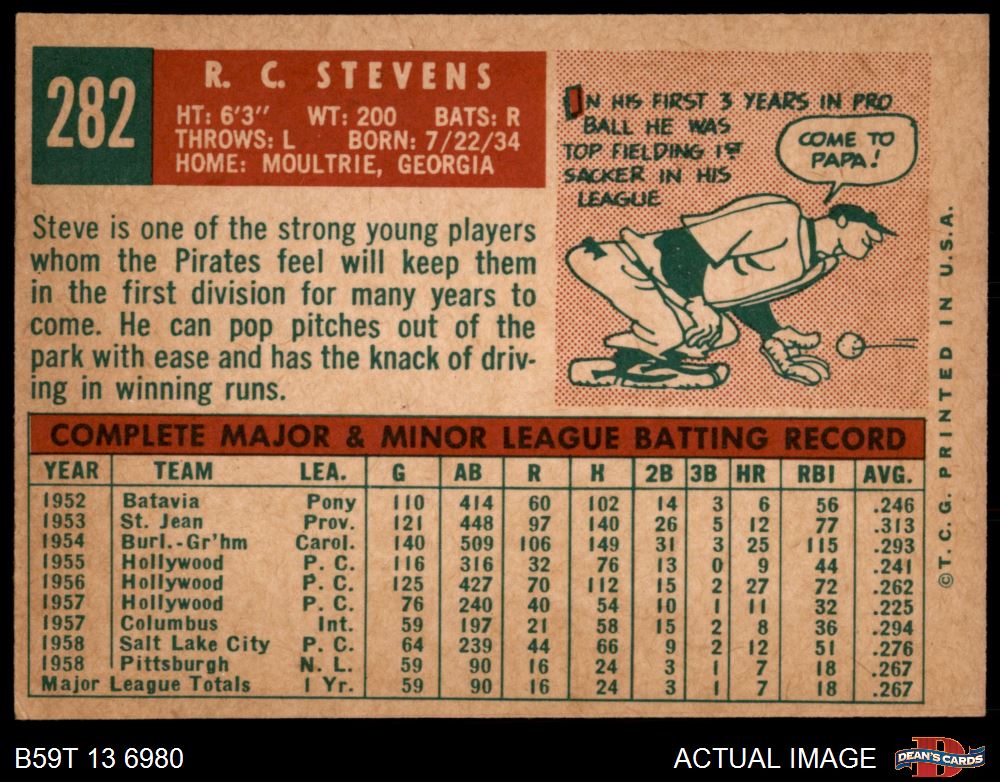 282
R. C. STEVENS
HT: 6'3" WT: 200 BATS: R
THROWS: L BORN: 7/22/34
HOME: MOULTRIE, GEORGIA
IN HIS FIRST 3 YEARS IN PRO
BALL HE WAS
TOP FIELDING 1ST
SACKER IN HIS
LEAGUE
COME TO
PAPA!
Steve is one of the strong young players
whom the Pirates feel will keep them
in the first division for many years to
come. He can pop pitches out of the
park with ease and has the knack of driv-
ing in winning runs.
COMPLETE MAJOR & MINOR LEAGUE BATTING RECORD
YEAR TEAM LEA. G AB R H 2B 3B HR RBI AVG.
1952 Batavia Pony 110 414 60 102 14 3 6 56 .246
1953 St. Jean Prov. 121 448 97 140 26 5 12 77 .313
1954 Burl.-Gr'hm Carol. 140 509 106 149 31 3 25 115 .293
1955 Hollywood P. C. 116 316 32 76 13 0 9 44 .241
1956 Hollywood P. C. 125 427 70 112 15 2 27 72 .262
1957 Hollywood P. C. 76 240 40 54 10 1 11 32 .225
1957 Columbus Int. 59 197 21 58 15 2 8 36 .294
1958 Salt Lake City P. C. 64 239 44 66 9 2 12 51 .276
1958 Pittsburgh N. L. 59 90 16 24 3 1 7 18 .267
Major League Totals 1 Yr. 59 90 16 24 3 1 7 18 .267
© T. C. G. PRINTED IN U.S.A.
B59T 13 6980
ACTUAL IMAGE
D
DEAN'S CARDS